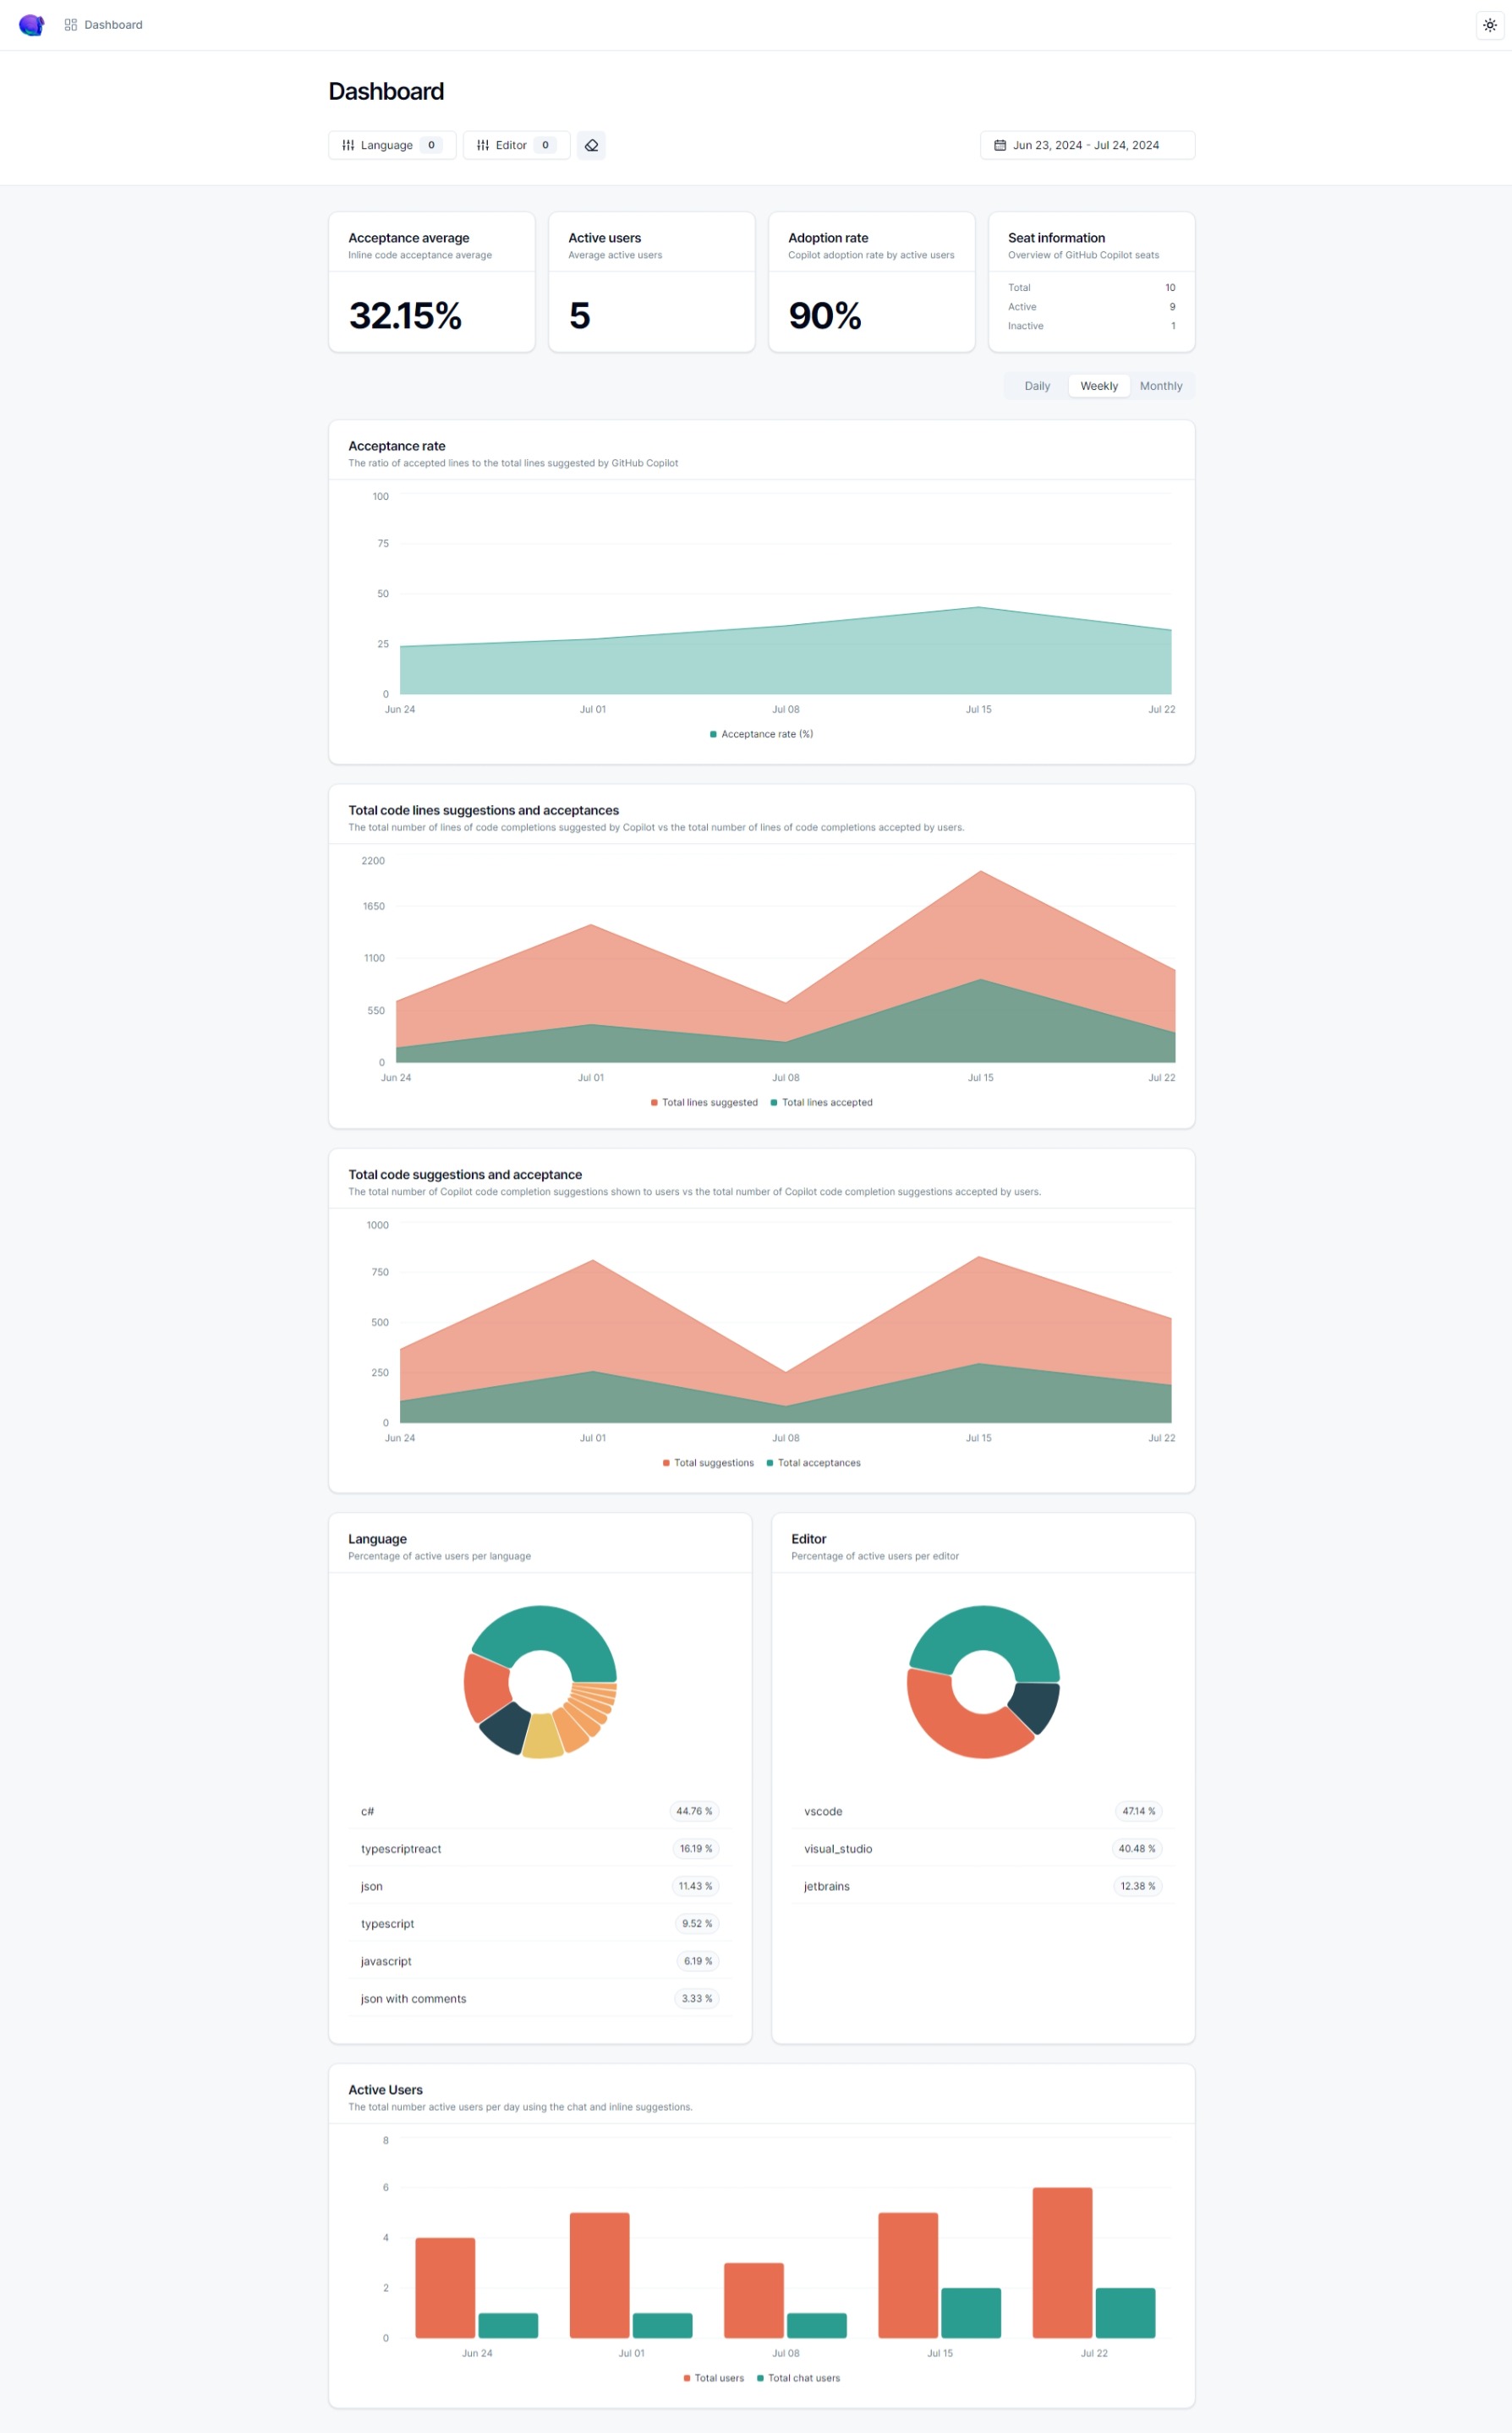 Dashboard
Dashboard
Language 0 Editor 0 Jun 23, 2024 - Jul 24, 2024
Acceptance average
Inline code acceptance average
32.15%
Active users
Average active users
5
Adoption rate
Copilot adoption rate by active users
90%
Seat information
Overview of GitHub Copilot seats
Total 10
Active 9
Inactive 1
Daily Weekly Monthly
Acceptance rate
The ratio of accepted lines to the total lines suggested by GitHub Copilot
100
75
50
25
0
Jun 24 Jul 01 Jul 08 Jul 15 Jul 22
Acceptance rate (%)
Total code lines suggestions and acceptances
The total number of lines of code completions suggested by Copilot vs the total number of lines of code completions accepted by users.
2200
1650
1100
550
0
Jun 24 Jul 01 Jul 08 Jul 15 Jul 22
Total lines suggested Total lines accepted
Total code suggestions and acceptance
The total number of Copilot code completion suggestions shown to users vs the total number of Copilot code completion suggestions accepted by users.
1000
750
500
250
0
Jun 24 Jul 01 Jul 08 Jul 15 Jul 22
Total suggestions Total acceptances
Language
Percentage of active users per language
c# 44.76 %
typescriptreact 16.19 %
json 11.43 %
typescript 9.52 %
javascript 6.19 %
json with comments 3.33 %
Editor
Percentage of active users per editor
vscode 47.14 %
visual_studio 40.48 %
jetbrains 12.38 %
Active Users
The total number active users per day using the chat and inline suggestions.
8
6
4
2
0
Jun 24 Jul 01 Jul 08 Jul 15 Jul 22
Total users Total chat users